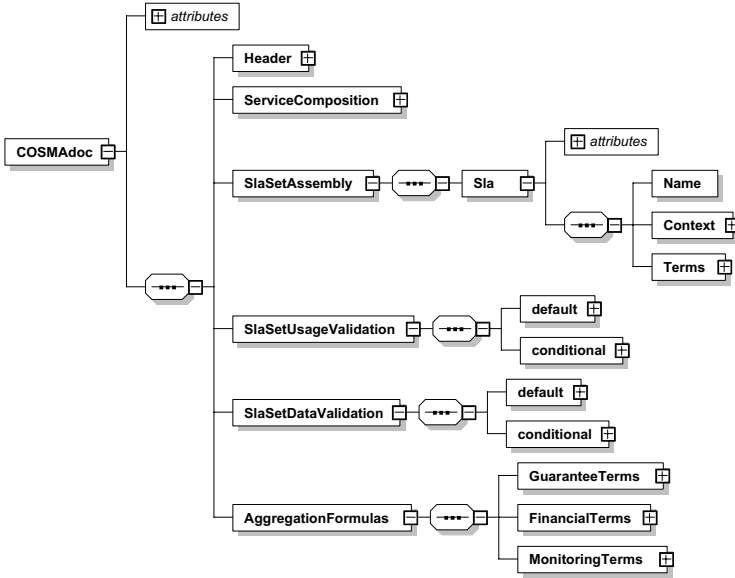 attributes
Header
ServiceComposition
COSMAdoc
attributes
SlaSetAssembly
Sla
Name
Context
Terms
SlaSetUsageValidation
default
conditional
SlaSetDataValidation
default
conditional
GuaranteeTerms
AggregationFormulas
FinancialTerms
MonitoringTerms